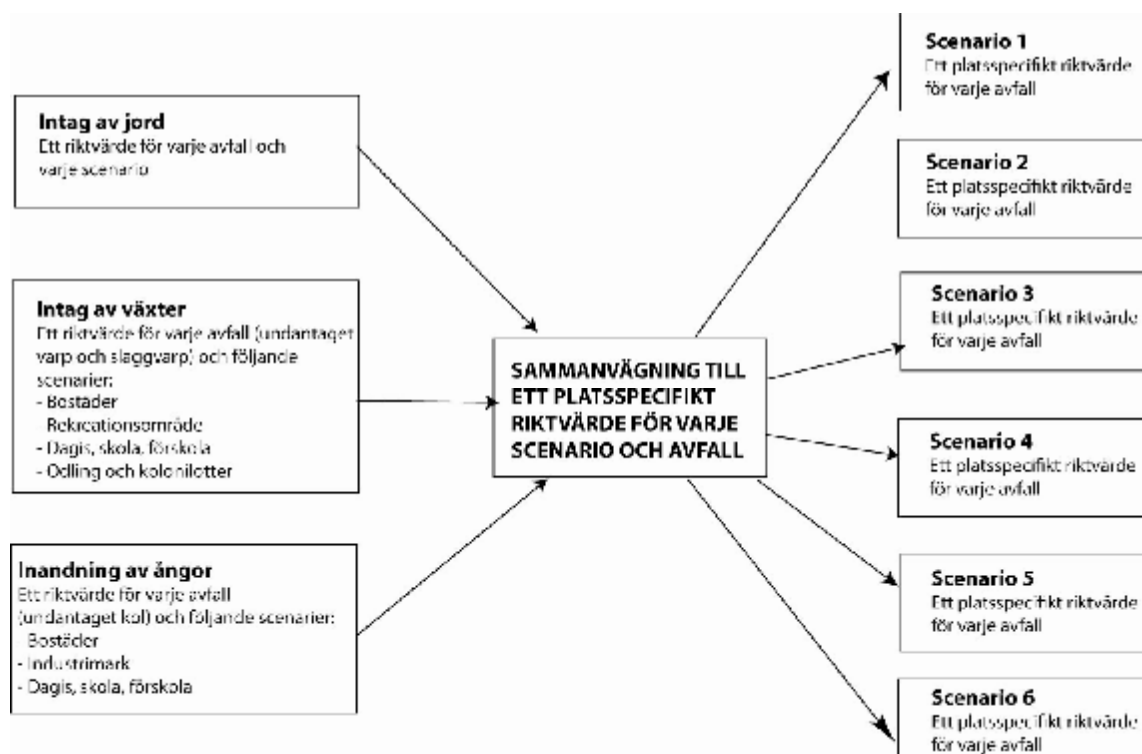 Intag av jord
Ett riktvärde för varje avfall och
varje scenario
Intag av växter
Ett riktvärde för varje avfall (undantaget
varp och slaggvarp) och följande
scenarier:
- Bostäder
- Rekreationsområde
- Dagis, skola, förskola
- Odling och kolonilotter
Inandning av ångor
Ett riktvärde för varje avfall
(undantaget kol) och följande scenarier:
- Bostäder
- Industrimark
- Dagis, skola, förskola
SAMMANVÄGNING TILL
ETT PLATSSPECIFIKT
RIKTVÄRDE FÖR VARJE
SCENARIO OCH AVFALL
Scenario 1
Ett platsspecifikt riktvärde
för varje avfall
Scenario 2
Ett platsspecifikt riktvärde
för varje avfall
Scenario 3
Ett platsspecifikt riktvärde
för varje avfall
Scenario 4
Ett platsspecifikt riktvärde
för varje avfall
Scenario 5
Ett platsspecifikt riktvärde
för varje avfall
Scenario 6
Ett platsspecifikt riktvärde
för varje avfall